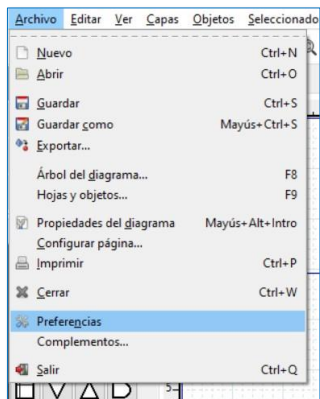 Archivo Editar Ver Capas Objetos Seleccionado
Nuevo Ctrl+N
Abrir Ctrl+O
Guardar Ctrl+S
Guardar como Mayús+Ctrl+S
Exportar...
Árbol del diagrama... F8
Hojas y objetos... F9
Propiedades del diagrama Mayús+Alt+Intro
Configurar página...
Imprimir Ctrl+P
Cerrar Ctrl+W
Preferencias
Complementos...
Salir Ctrl+Q
5